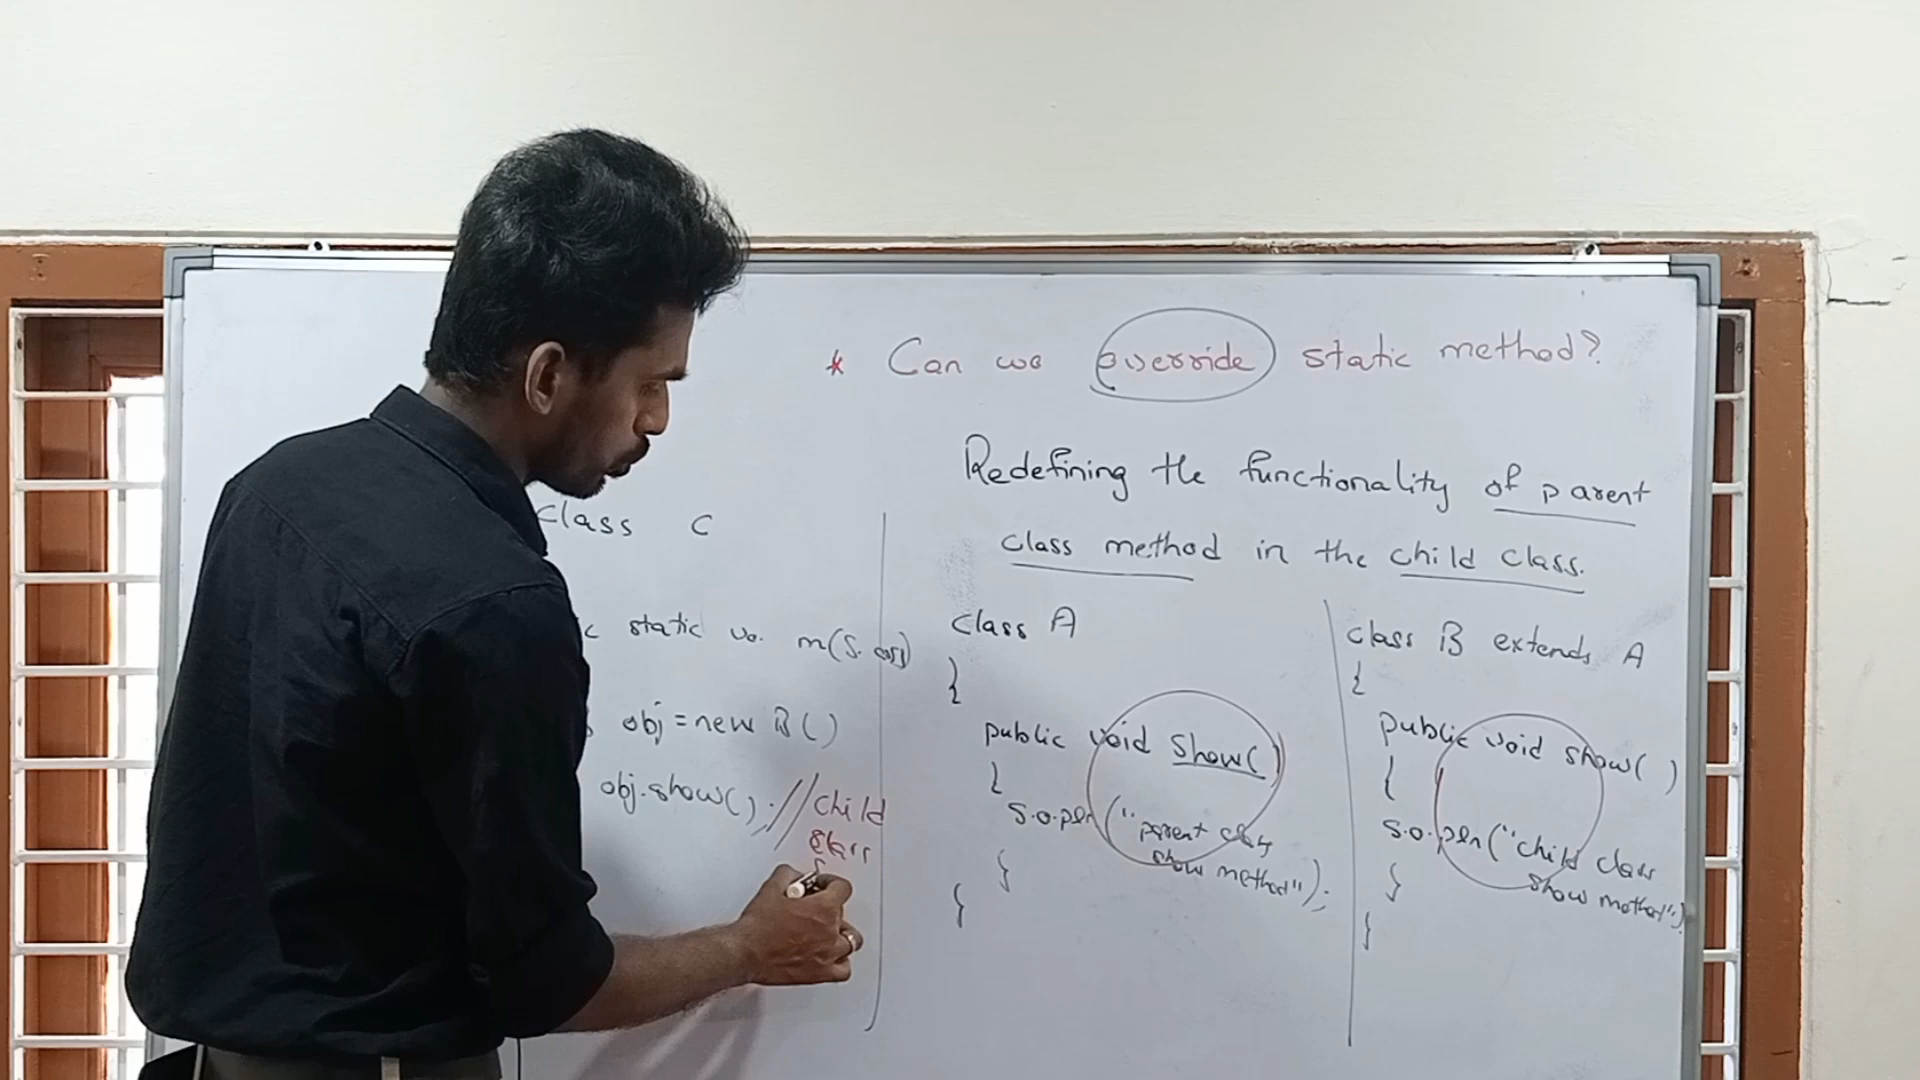 * Can we override static method?
Redefining the functionality of parent
class method in the child class.
class C
c static vo. m(S. args)
obj = new B()
obj.show(); // child
class
s
class A
{
public void show()
{
S.o.pln("parent class
show method");
}
}
class B extends A
{
public void show( )
{
S.o.pln("child class
show method");
}
}